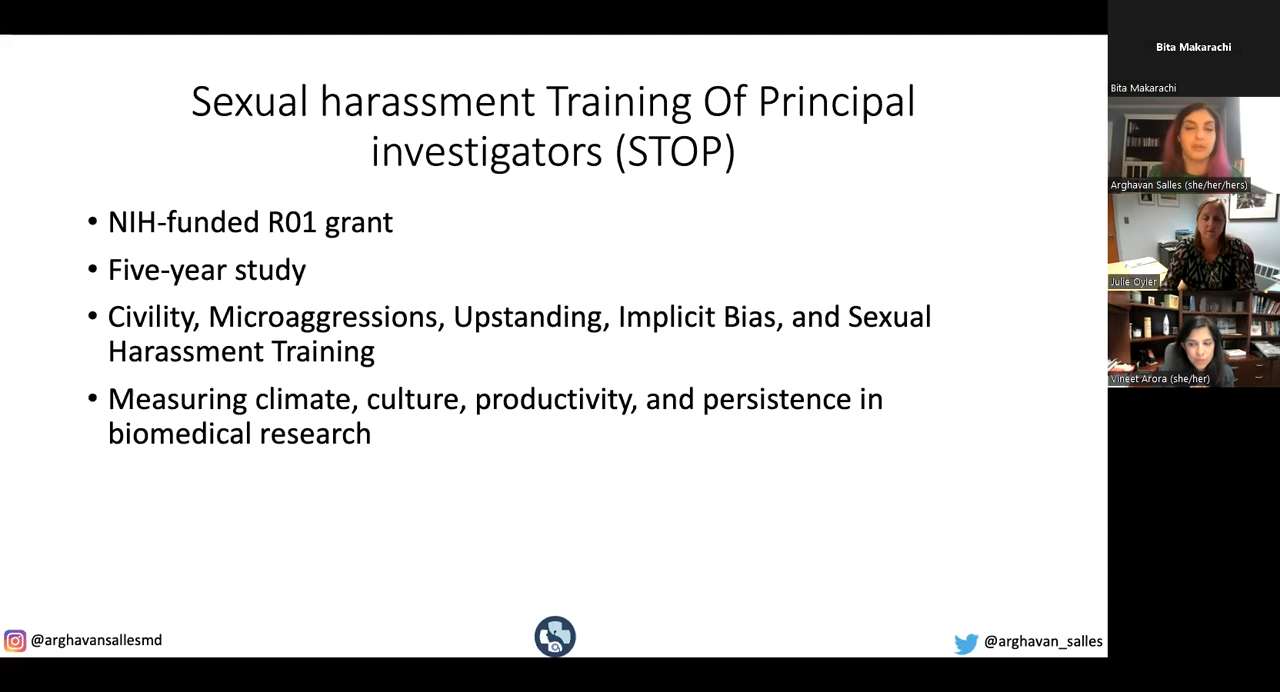 Sexual harassment Training Of Principal
investigators (STOP)
• NIH-funded R01 grant
• Five-year study
• Civility, Microaggressions, Upstanding, Implicit Bias, and Sexual
Harassment Training
• Measuring climate, culture, productivity, and persistence in
biomedical research
@arghavansallesmd
@arghavan_salles
Bita Makarachi
Bita Makarachi
Arghavan Salles (she/her/hers)
Julie Oyler
Vineet Arora (she/her)